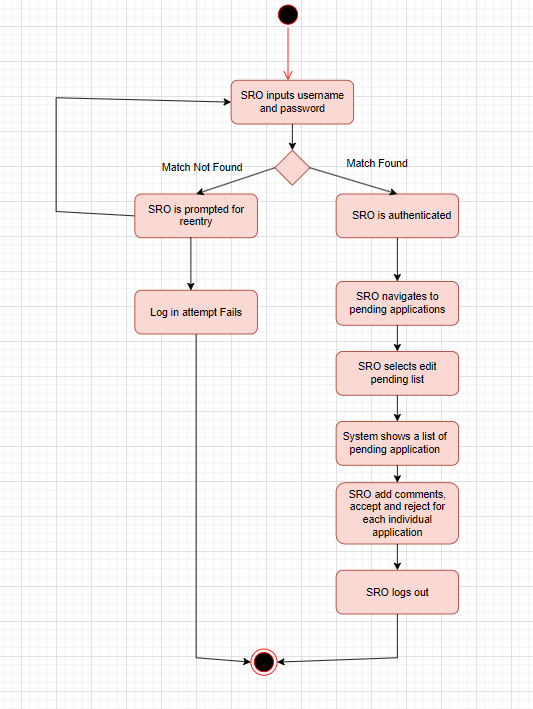 SRO inputs username
and password
Match Not Found
Match Found
SRO is prompted for
reentry
SRO is authenticated
Log in attempt Fails
SRO navigates to
pending applications
SRO selects edit
pending list
System shows a list of
pending application
SRO add comments,
accept and reject for
each individual
application
SRO logs out